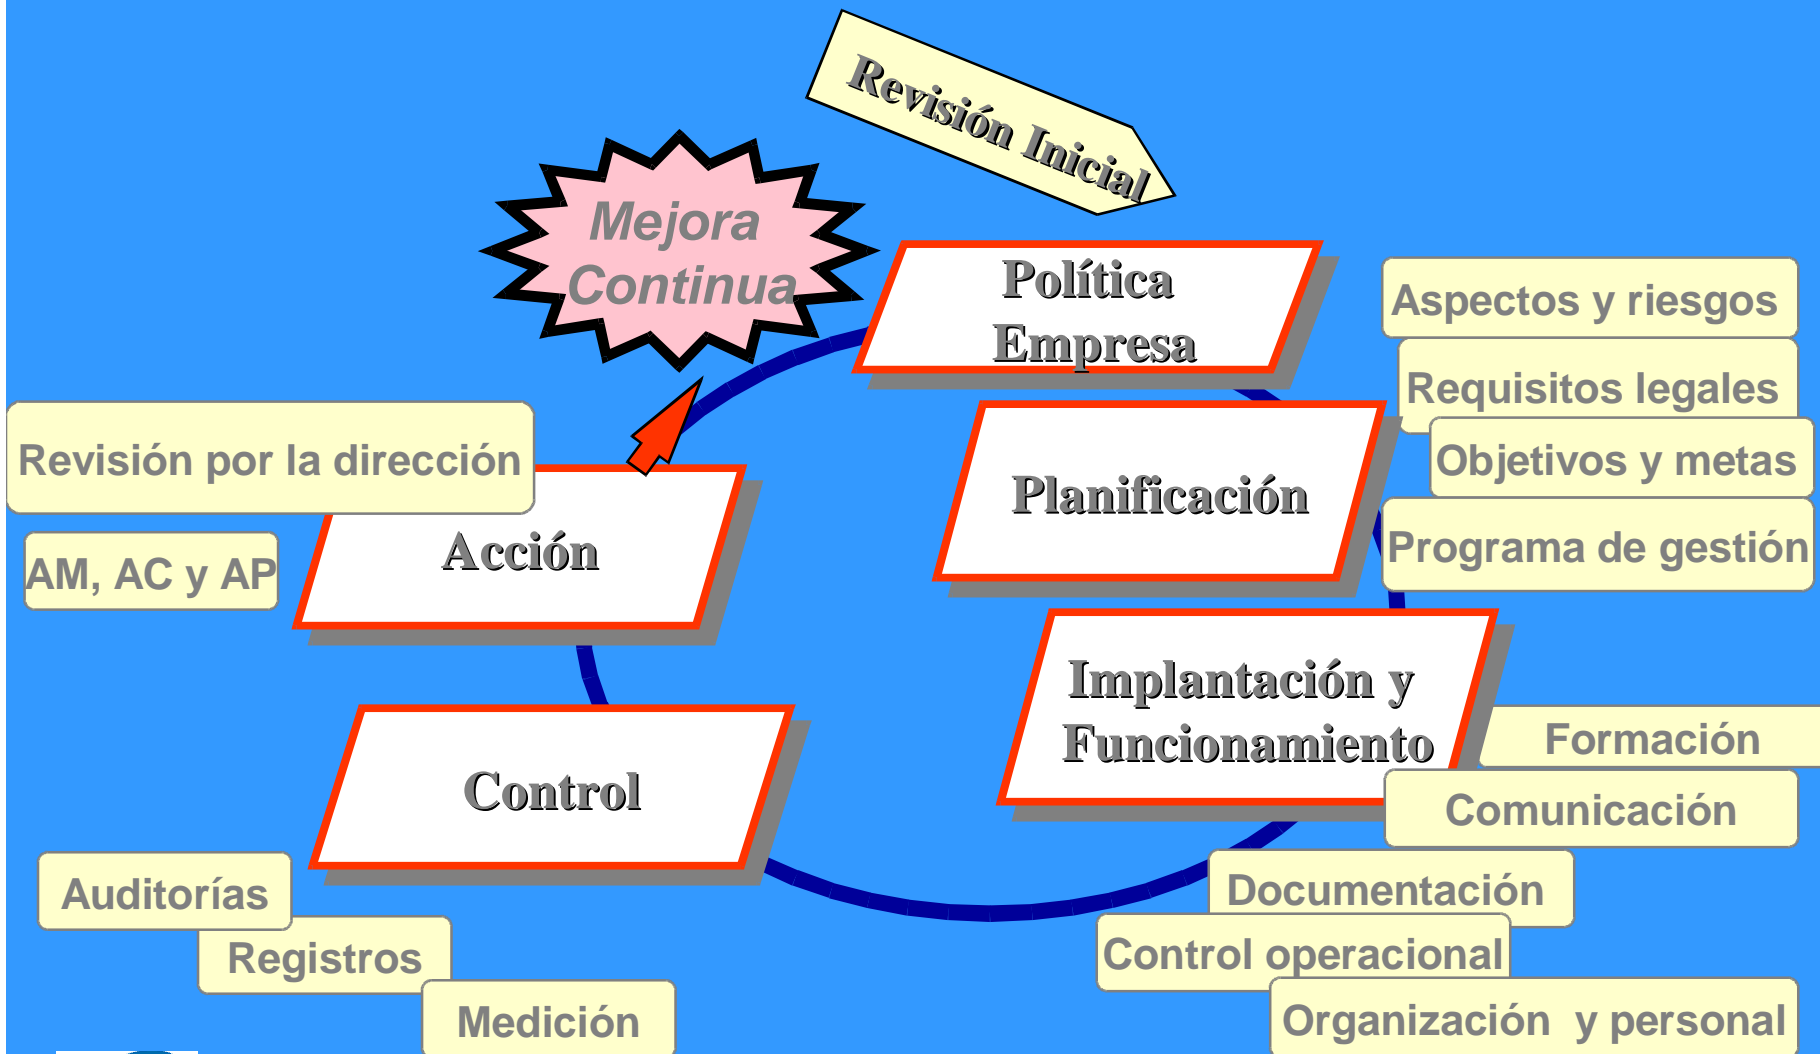 Revisión Inicial
Mejora
Continua
Política
Empresa
Aspectos y riesgos
Requisitos legales
Objetivos y metas
Programa de gestión
Planificación
Revisión por la dirección
Acción
AM, AC y AP
Implantación y
Funcionamiento
Formación
Comunicación
Documentación
Control operacional
Organización y personal
Control
Auditorías
Registros
Medición